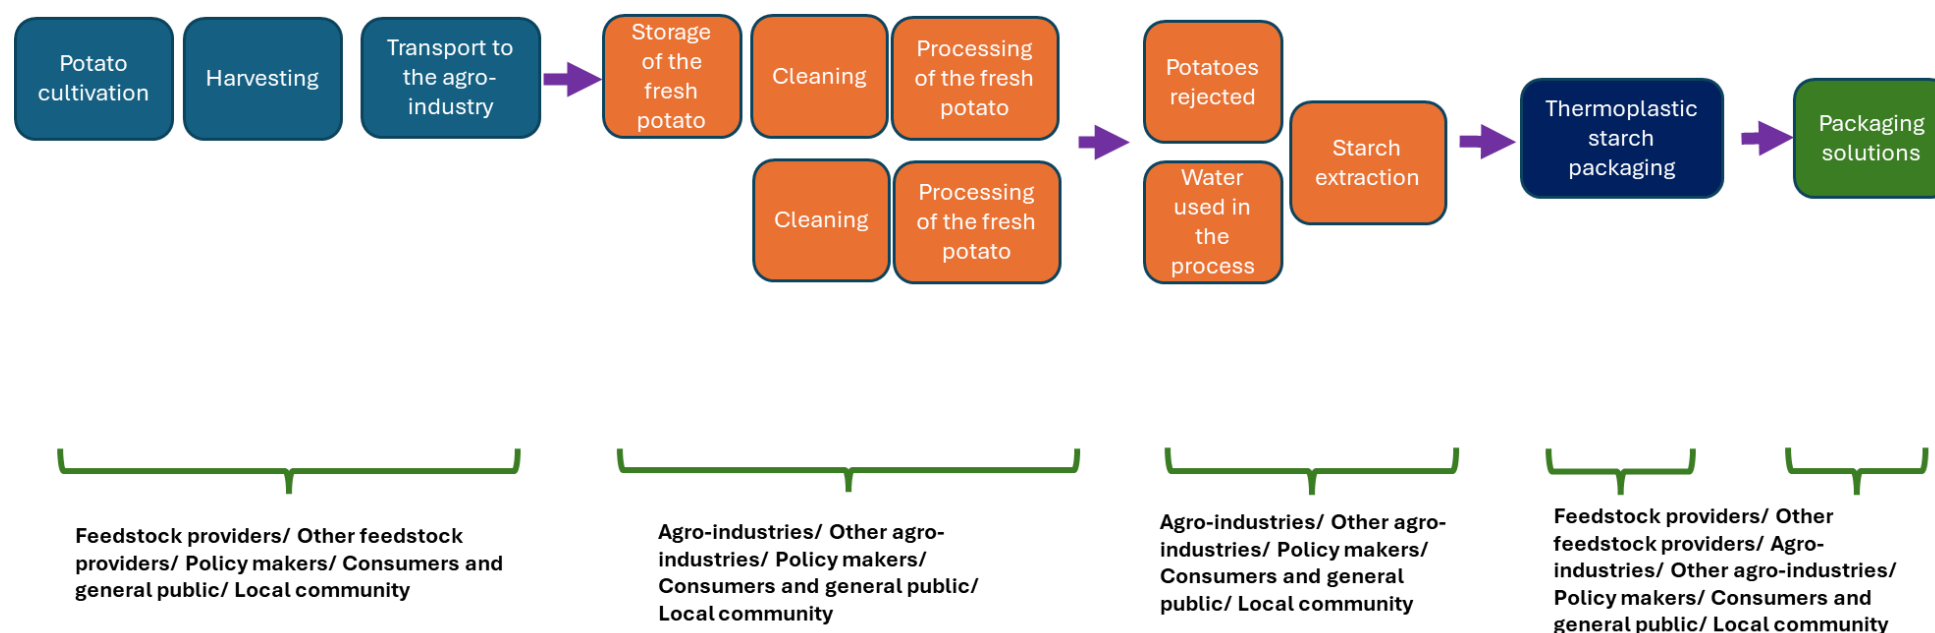 Potato
cultivation
Harvesting
Transport to
the agro-
industry
Storage
of the
fresh
potato
Cleaning
Processing
of the fresh
potato
Cleaning
Processing
of the fresh
potato
Potatoes
rejected
Water
used in
the
process
Starch
extraction
Thermoplastic
starch
packaging
Packaging
solutions
Feedstock providers/ Other feedstock
providers/ Policy makers/ Consumers and
general public/ Local community
Agro-industries/ Other agro-
industries/ Policy makers/
Consumers and general public/
Local community
Agro-industries/ Other agro-
industries/ Policy makers/
Consumers and general
public/ Local community
Feedstock providers/ Other
feedstock providers/ Agro-
industries/ Other agro-industries/
Policy makers/ Consumers and
general public/ Local community